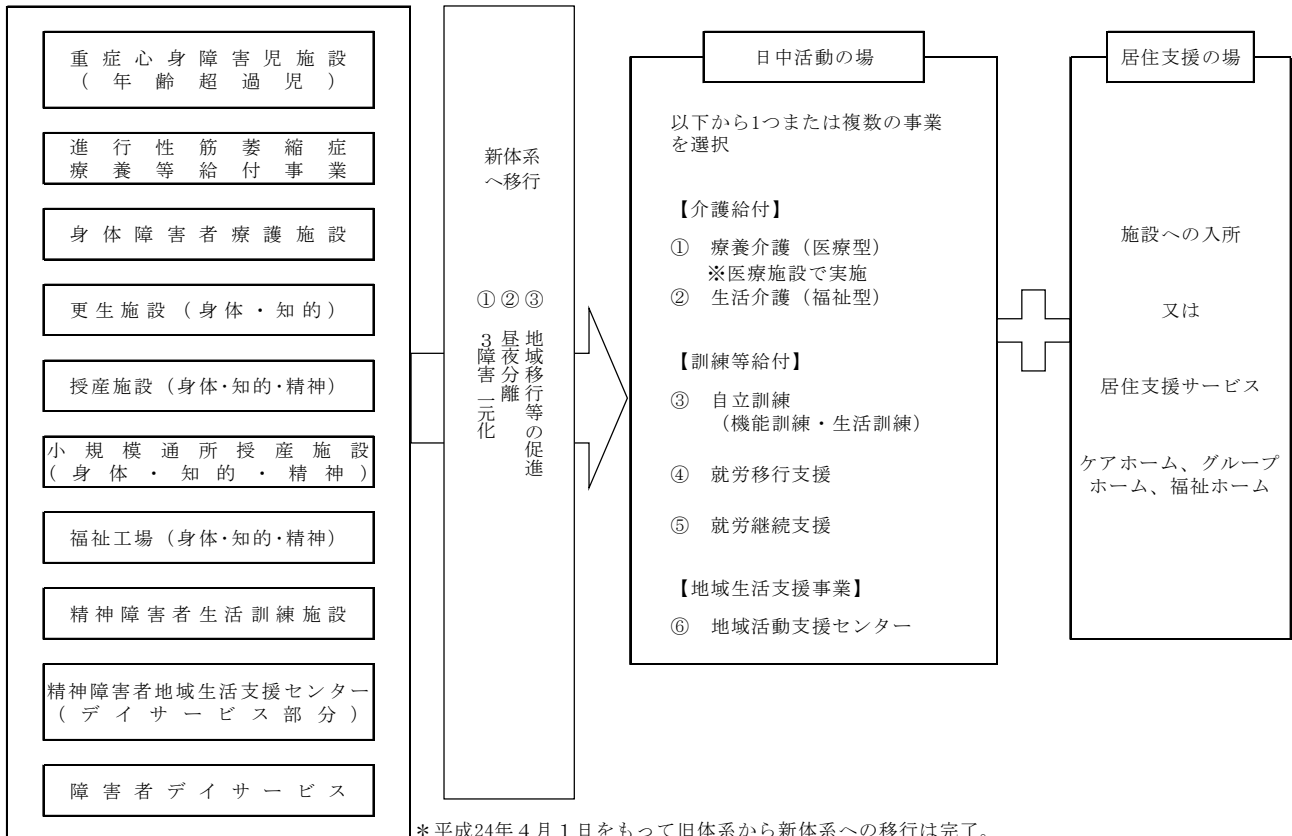 重症心身障害児施設
(年齢超過児)
進行性筋萎縮症
療養等給付事業
身体障害者療護施設
更生施設(身体・知的)
授産施設(身体・知的・精神)
小規模通所授産施設
(身体・知的・精神)
福祉工場(身体・知的・精神)
精神障害者生活訓練施設
精神障害者地域生活支援センター
(デイサービス部分)
障害者デイサービス
新体系
へ移行
①3障害一元化
②昼夜分離
③地域移行等の促進
日中活動の場
以下から1つまたは複数の事業
を選択
【介護給付】
① 療養介護(医療型)
※医療施設で実施
② 生活介護(福祉型)
【訓練等給付】
③ 自立訓練
(機能訓練・生活訓練)
④ 就労移行支援
⑤ 就労継続支援
【地域生活支援事業】
⑥ 地域活動支援センター
居住支援の場
施設への入所
又は
居住支援サービス
ケアホーム、グループ
ホーム、福祉ホーム
*平成24年4月1日をもって旧体系から新体系への移行は完了。